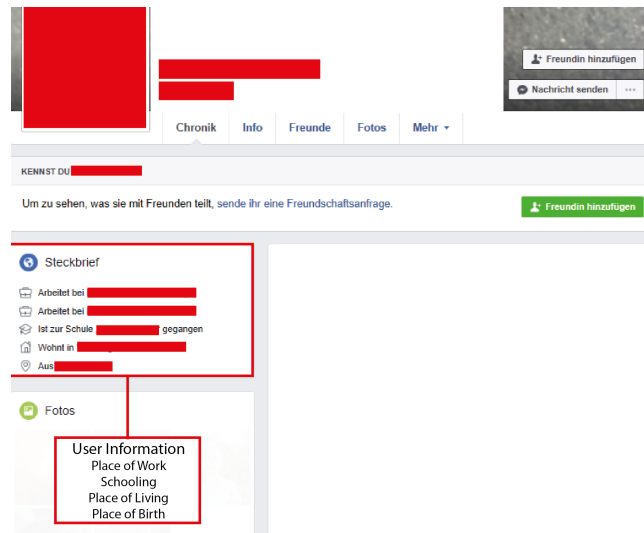 Freundin hinzufügen
Nachricht senden ...
Chronik Info Freunde Fotos Mehr
KENNST DU
Um zu sehen, was sie mit Freunden teilt, sende ihr eine Freundschaftsanfrage.
Freundin hinzufügen
Steckbrief
Arbeitet bei
Arbeitet bei
Ist zur Schule gegangen
Wohnt in
Aus
Fotos
User Information
Place of Work
Schooling
Place of Living
Place of Birth